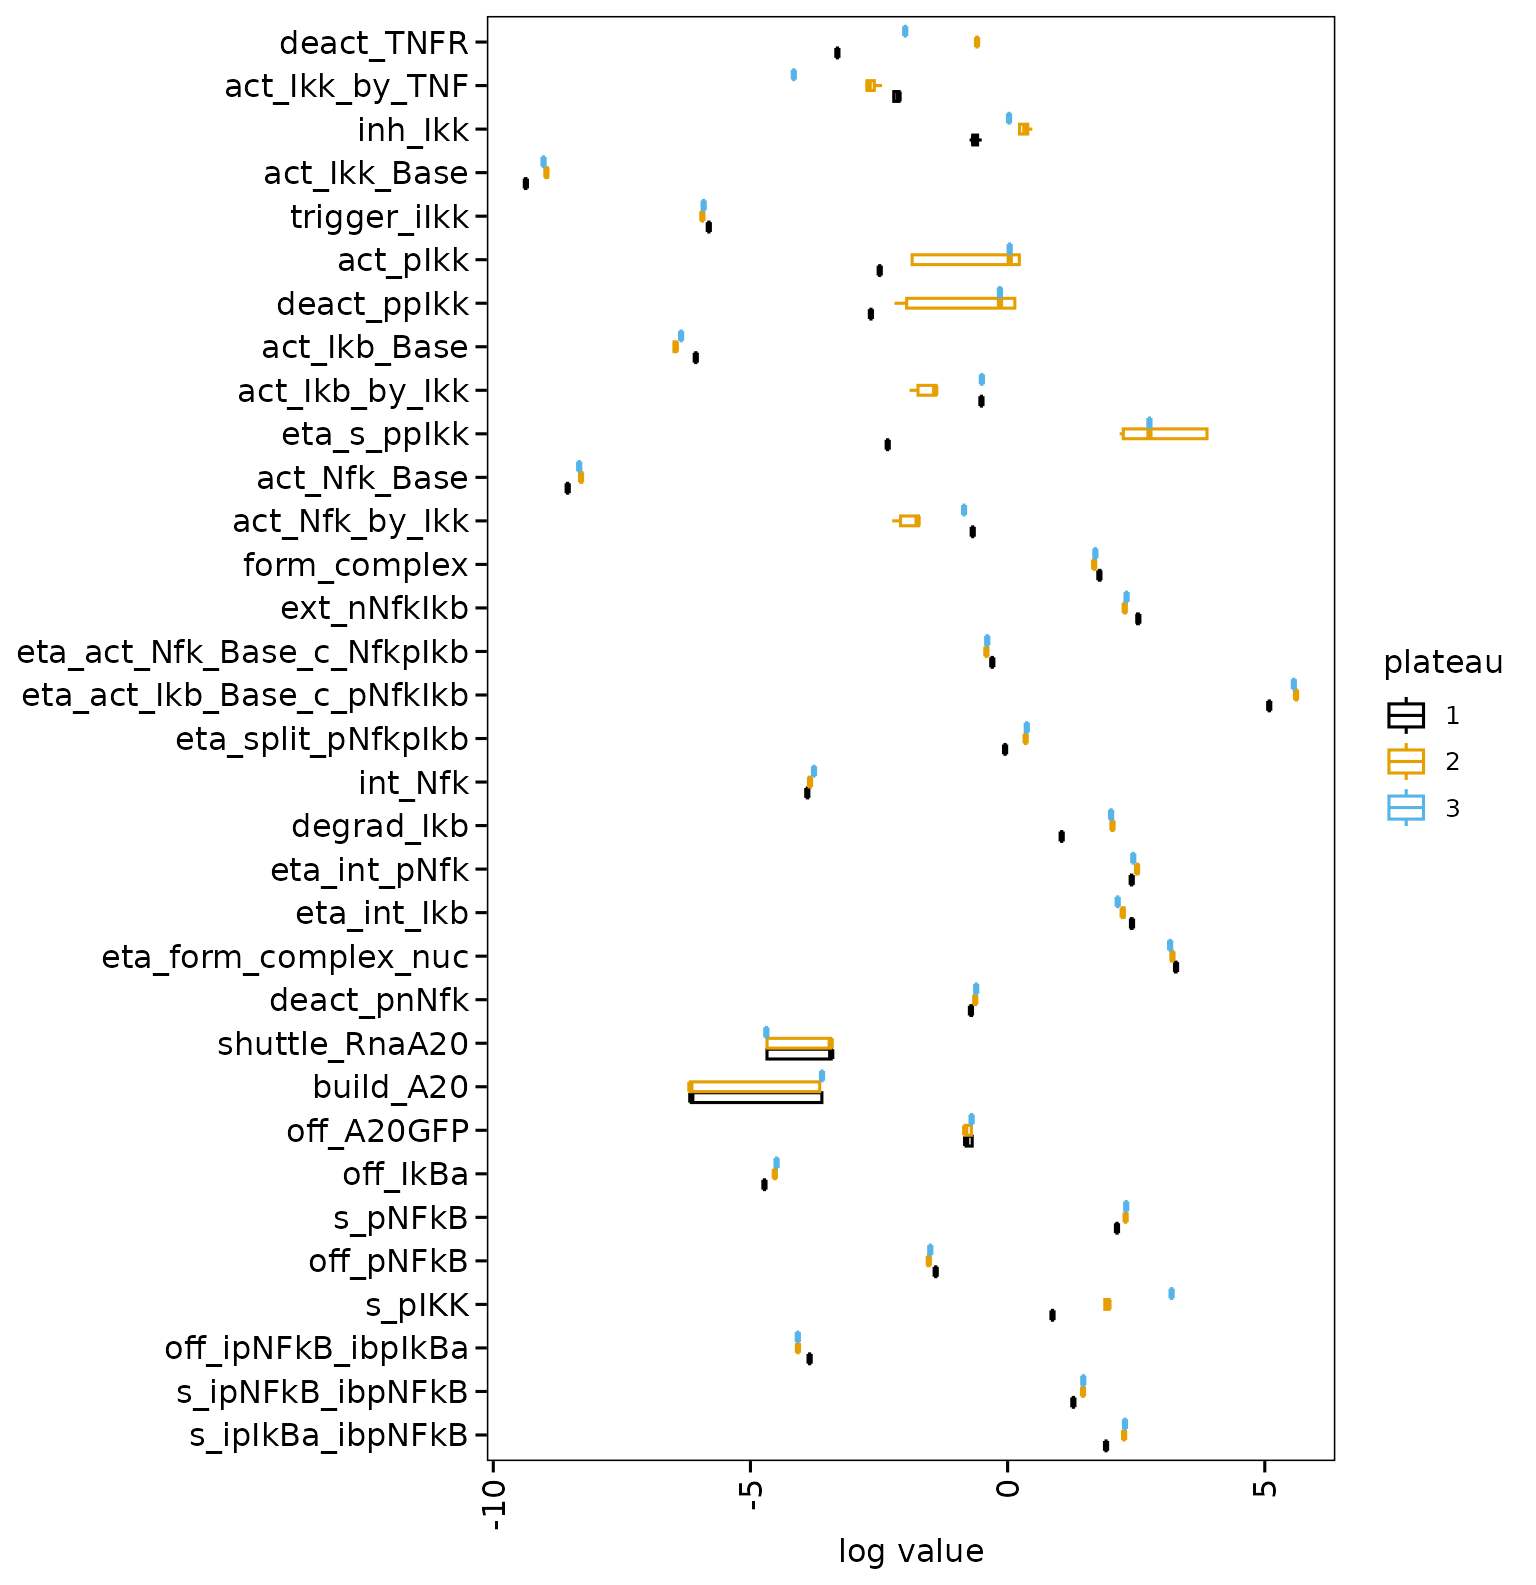 deact_TNFR
act_Ikk_by_TNF
inh_Ikk
act_Ikk_Base
trigger_iIkk
act_pIkk
deact_ppIkk
act_Ikb_Base
act_Ikb_by_Ikk
eta_s_ppIkk
act_Nfk_Base
act_Nfk_by_Ikk
form_complex
ext_nNfkIkb
eta_act_Nfk_Base_c_NfkpIkb
eta_act_Ikb_Base_c_pNfkIkb
eta_split_pNfkpIkb
int_Nfk
degrad_Ikb
eta_int_pNfk
eta_int_Ikb
eta_form_complex_nuc
deact_pnNfk
shuttle_RnaA20
build_A20
off_A20GFP
off_IkBa
s_pNFkB
off_pNFkB
s_pIKK
off_ipNFkB_ibpIkBa
s_ipNFkB_ibpNFkB
s_ipIkBa_ibpNFkB
-10
-5
0
5
log value
plateau
1
2
3